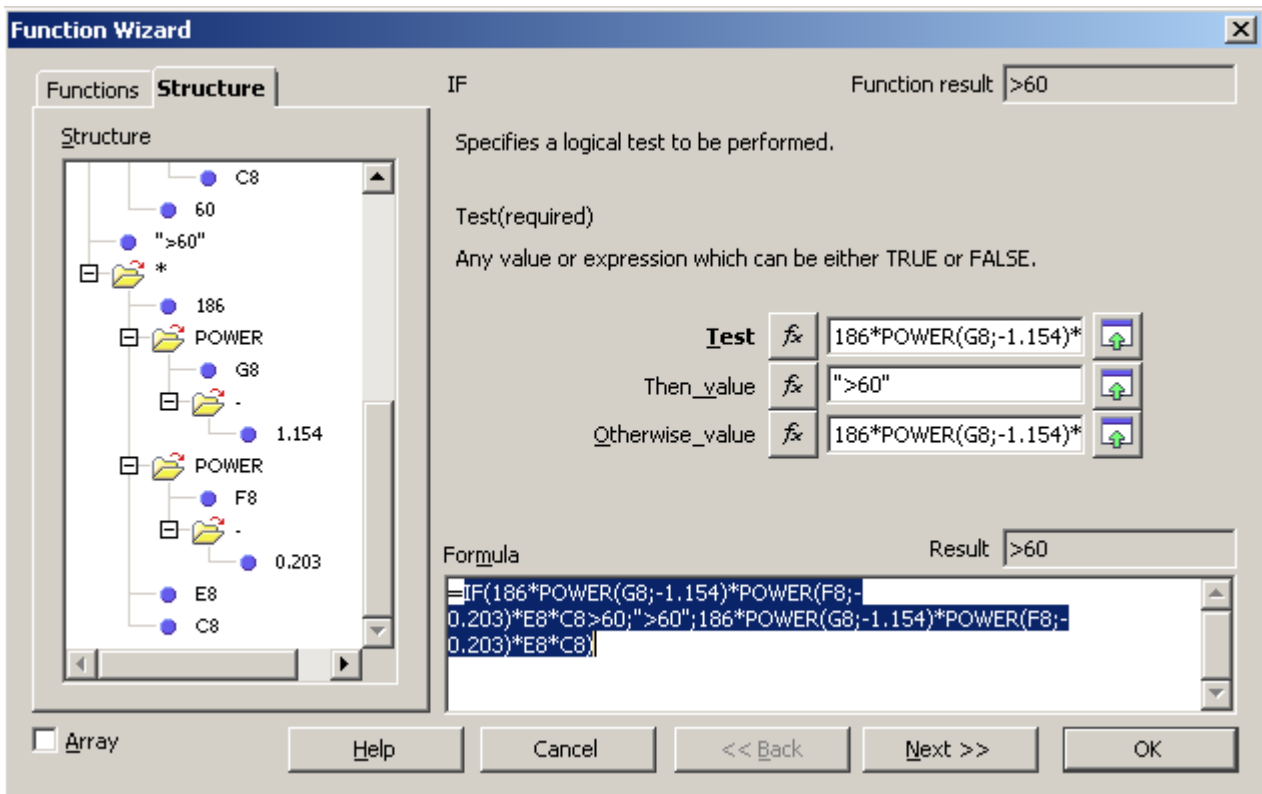 Function Wizard
Functions
Structure
IF
Function result
>60
Structure
Specifies a logical test to be performed.
C8
60
">60"
*
186
POWER
G8
-
1.154
POWER
F8
-
0.203
E8
C8
Test(required)
Any value or expression which can be either TRUE or FALSE.
Test
fx
186*POWER(G8;-1.154)*
Then_value
fx
">60"
Otherwise_value
fx
186*POWER(G8;-1.154)*
Formula
Result
>60
=IF(186*POWER(G8;-1.154)*POWER(F8;-
0.203)*E8*C8>60;">60";186*POWER(G8;-1.154)*POWER(F8;-
0.203)*E8*C8)
Array
Help
Cancel
<< Back
Next >>
OK